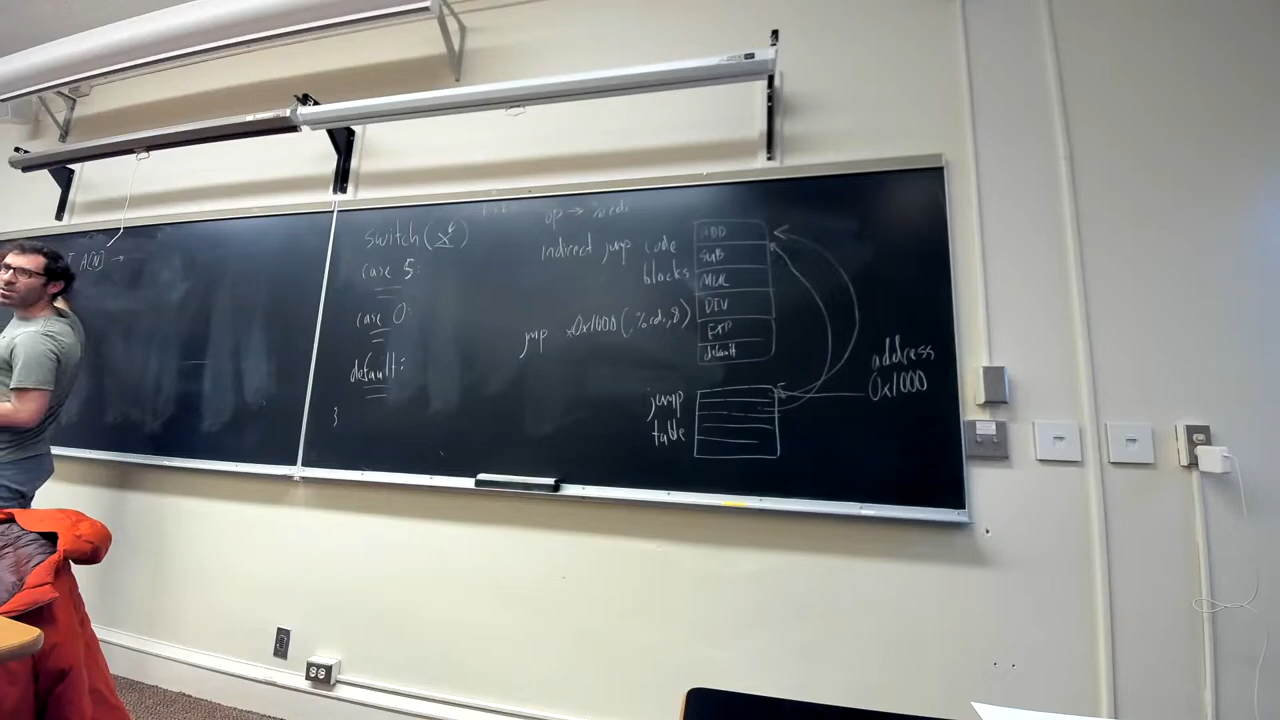 A[N] →
switch(x)
case 5:
case 0:
default:
}
op → %rdi
indirect jump code
blocks
jmp *0x1000(,%rdi,8)
ADD
SUB
MUL
DIV
EXP
default
jump
table
address
0x1000